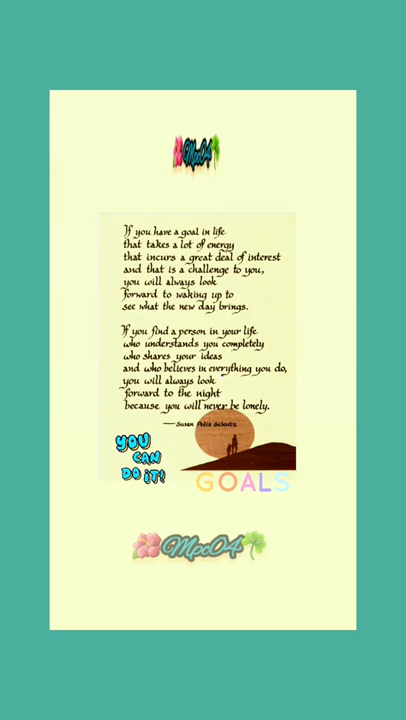 Mpc04
If you have a goal in life
that takes a lot of energy
that incurs a great deal of interest
and that is a challenge to you,
you will always look
forward to waking up to
see what the new day brings.
If you find a person in your life
who understands you completely
who shares your ideas
and who believes in everything you do,
you will always look
forward to the night
because you will never be lonely.
— Susan Polis Schutz
YOU
CAN
DO iT!
GOALS
Mpc04